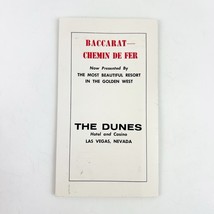 BACCARAT—
CHEMIN DE FER
Now Presented By
THE MOST BEAUTIFUL RESORT
IN THE GOLDEN WEST
THE DUNES
Hotel and Casino
LAS VEGAS, NEVADA